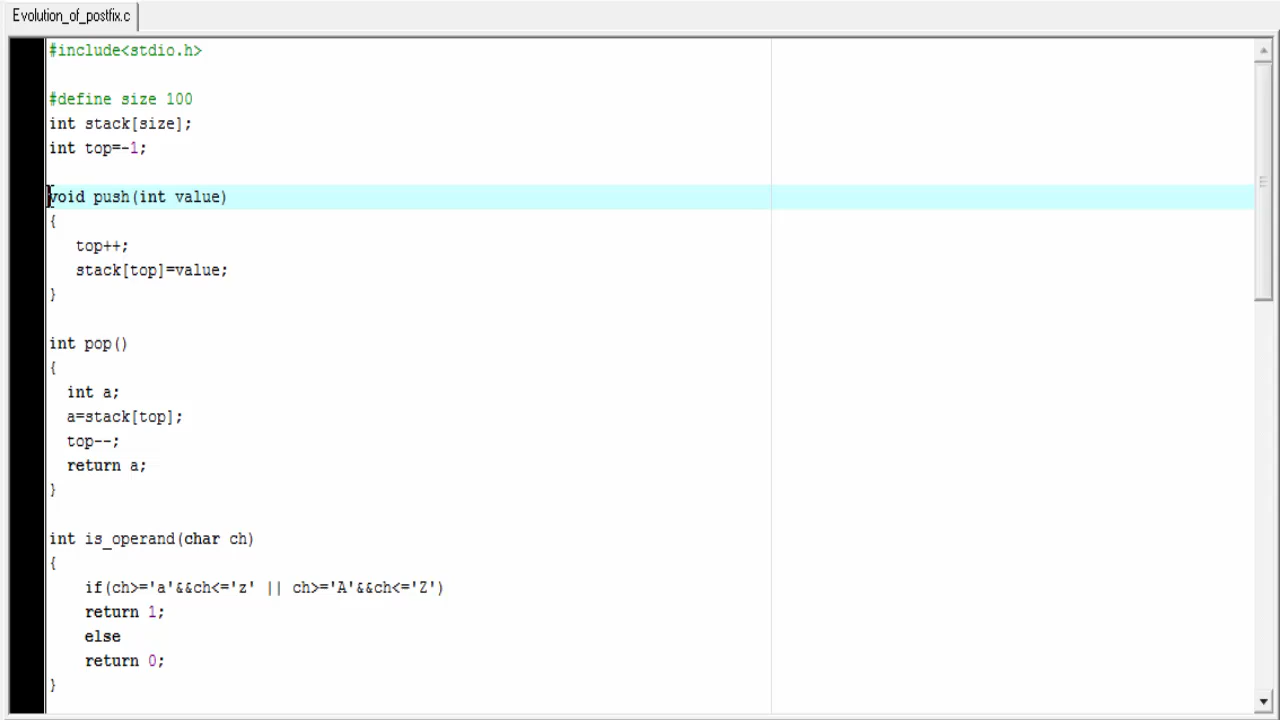 Evolution_of_postfix.c
#include<stdio.h>
#define size 100
int stack[size];
int top=-1;
void push(int value)
{
top++;
stack[top]=value;
}
int pop()
{
int a;
a=stack[top];
top--;
return a;
}
int is_operand(char ch)
{
if(ch>='a'&&ch<='z' || ch>='A'&&ch<='Z')
return 1;
else
return 0;
}